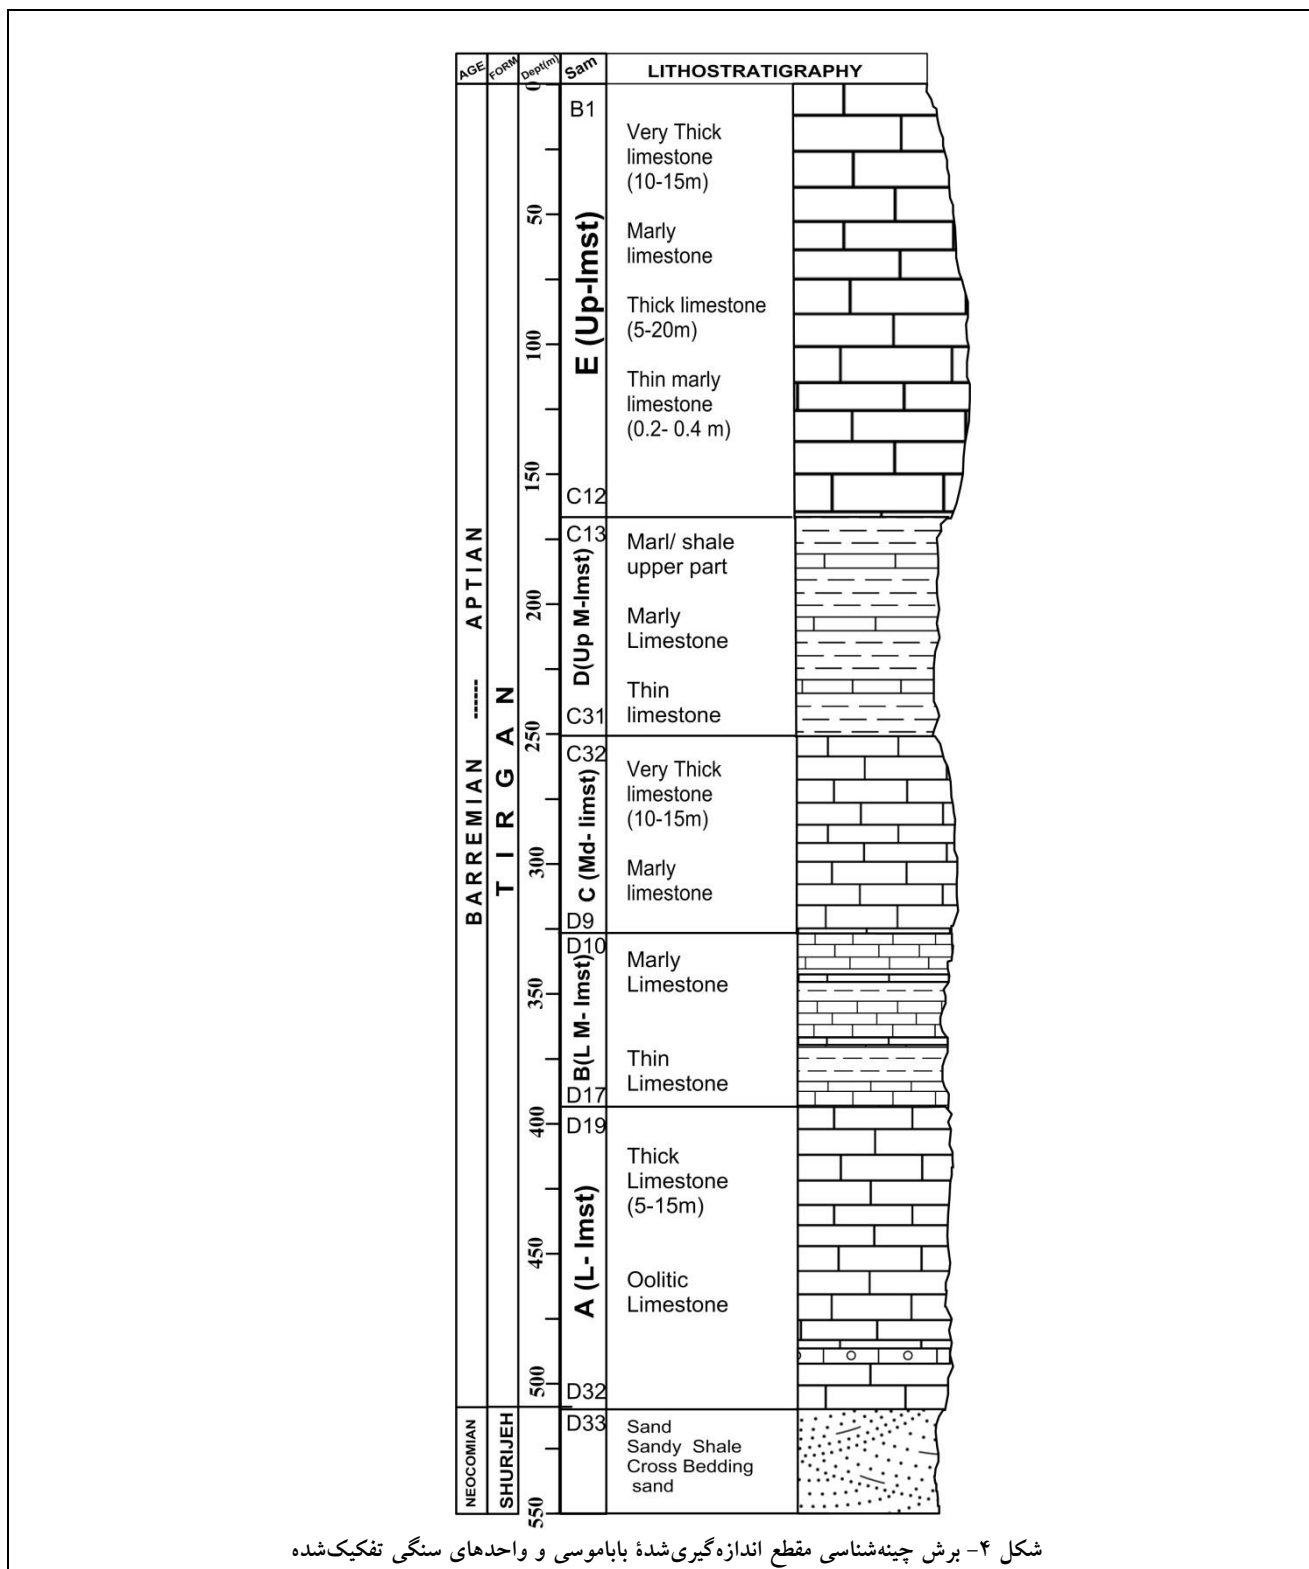 AGE FORM Dept(m) Sam LITHOSTRATIGRAPHY
BARREMIAN ------ APTIAN
NEOCOMIAN
TIRGAN
SHURIJEH
0
50
100
150
200
250
300
350
400
450
500
550
B1
E (Up-lmst)
C12
Very Thick
limestone
(10-15m)
Marly
limestone
Thick limestone
(5-20m)
Thin marly
limestone
(0.2- 0.4 m)
C13
D(Up M-lmst)
C31
Marl/ shale
upper part
Marly
Limestone
Thin
limestone
C32
C (Md- limst)
D9
Very Thick
limestone
(10-15m)
Marly
limestone
D10
B(L M- lmst)
D17
Marly
Limestone
Thin
Limestone
D19
A (L- lmst)
D32
Thick
Limestone
(5-15m)
Oolitic
Limestone
D33
Sand
Sandy Shale
Cross Bedding
sand
شکل ۴- برش چینه‌شناسی مقطع اندازه‌گیری‌شدهٔ باباموسی و واحدهای سنگی تفکیک‌شده